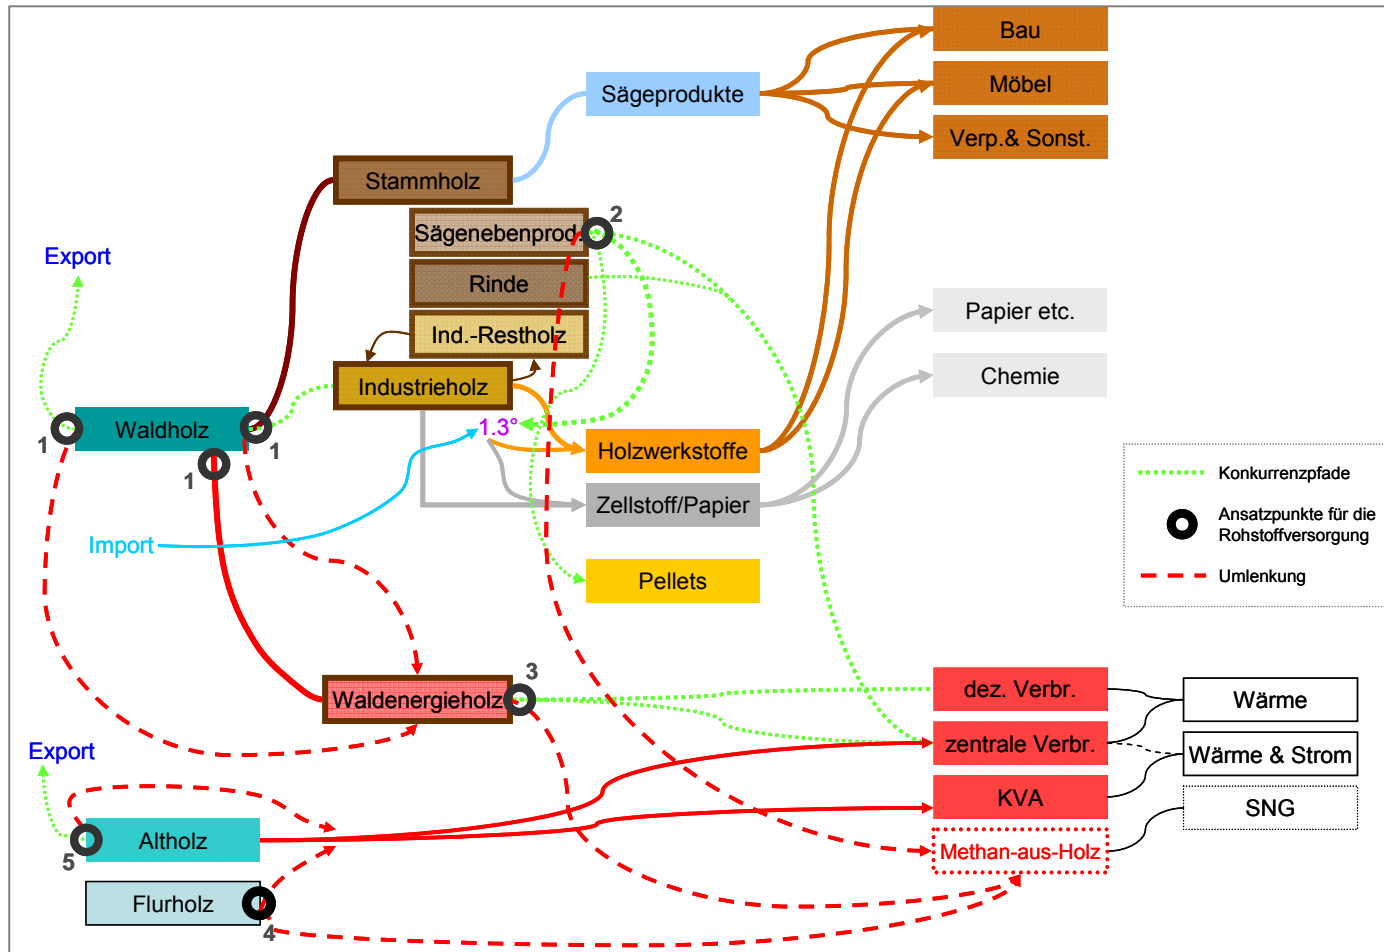 Bau
Sägeprodukte
Möbel
Verp.& Sonst.
Stammholz
2
Sägenebenprod.
Export
Rinde
Papier etc.
Ind.-Restholz
Chemie
Industrieholz
1
Waldholz
1
1.3°
Holzwerkstoffe
1
Zellstoff/Papier
Import
Pellets
Konkurrenzpfade
Ansatzpunkte für die
Rohstoffversorgung
Umlenkung
3
Waldenergieholz
dez. Verbr.
Wärme
Export
zentrale Verbr.
Wärme & Strom
KVA
SNG
Altholz
5
Methan-aus-Holz
Flurholz
4